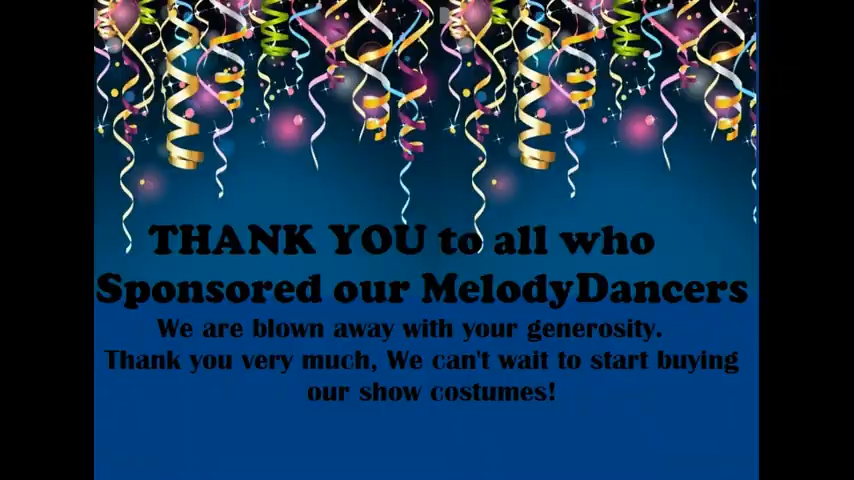 THANK YOU to all who
Sponsored our MelodyDancers
We are blown away with your generosity.
Thank you very much, We can't wait to start buying
our show costumes!